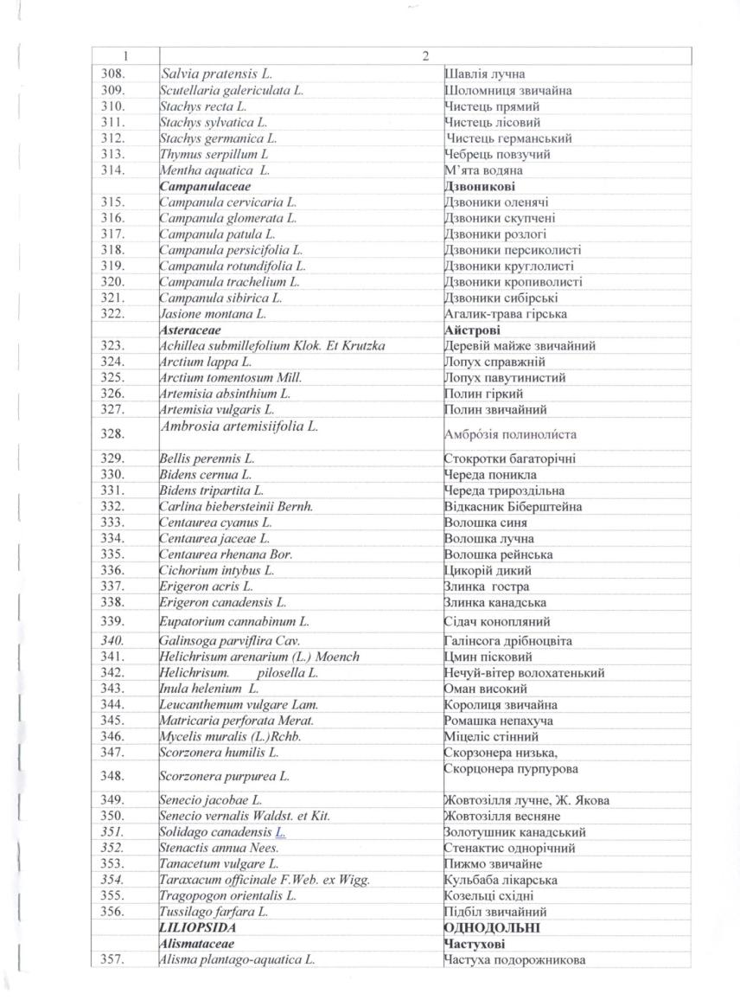 1 2
308. Salvia pratensis L. Шавлія лучна
309. Scutellaria galericulata L. Шоломниця звичайна
310. Stachys recta L. Чистець прямий
311. Stachys sylvatica L. Чистець лісовий
312. Stachys germanica L. Чистець германський
313. Thymus serpillum L Чебрець повзучий
314. Mentha aquatica L. М’ята водяна
Campanulaceae Дзвоникові
315. Campanula cervicaria L. Дзвоники оленячі
316. Campanula glomerata L. Дзвоники скупчені
317. Campanula patula L. Дзвоники розлогі
318. Campanula persicifolia L. Дзвоники персиколисті
319. Campanula rotundifolia L. Дзвоники круглолисті
320. Campanula trachelium L. Дзвоники кропиволисті
321. Campanula sibirica L. Дзвоники сибірські
322. Jasione montana L. Агалик-трава гірська
Asteraceae Айстрові
323. Achillea submillefolium Klok. Et Krutzka Деревій майже звичайний
324. Arctium lappa L. Лопух справжній
325. Arctium tomentosum Mill. Лопух павутинистий
326. Artemisia absinthium L. Полин гіркий
327. Artemisia vulgaris L. Полин звичайний
328. Ambrosia artemisiifolia L. Амбро́зія полиноли́ста
329. Bellis perennis L. Стокротки багаторічні
330. Bidens cernua L. Череда поникла
331. Bidens tripartita L. Череда трироздільна
332. Carlina biebersteinii Bernh. Відкасник Біберштейна
333. Centaurea cyanus L. Волошка синя
334. Centaurea jaceae L. Волошка лучна
335. Centaurea rhenana Bor. Волошка рейнська
336. Cichorium intybus L. Цикорій дикий
337. Erigeron acris L. Злинка гостра
338. Erigeron canadensis L. Злинка канадська
339. Eupatorium cannabinum L. Сідач конопляний
340. Galinsoga parviflira Cav. Галінсога дрібноцвіта
341. Helichrisum arenarium (L.) Moench Цмин пісковий
342. Helichrisum. pilosella L. Нечуй-вітер волохатенький
343. Inula helenium L. Оман високий
344. Leucanthemum vulgare Lam. Королиця звичайна
345. Matricaria perforata Merat. Ромашка непахуча
346. Mycelis muralis (L.)Rchb. Міцеліс стінний
347. Scorzonera humilis L. Скорзонера низька,
348. Scorzonera purpurea L. Скорцонера пурпурова
349. Senecio jacobae L. Жовтозілля лучне, Ж. Якова
350. Senecio vernalis Waldst. et Kit. Жовтозілля весняне
351. Solidago canadensis L. Золотушник канадський
352. Stenactis annua Nees. Стенактис однорічний
353. Tanacetum vulgare L. Пижмо звичайне
354. Taraxacum officinale F.Web. ex Wigg. Кульбаба лікарська
355. Tragopogon orientalis L. Козельці східні
356. Tussilago farfara L. Підбіл звичайний
LILIOPSIDA ОДНОДОЛЬНІ
Alismataceae Частухові
357. Alisma plantago-aquatica L. Частуха подорожникова